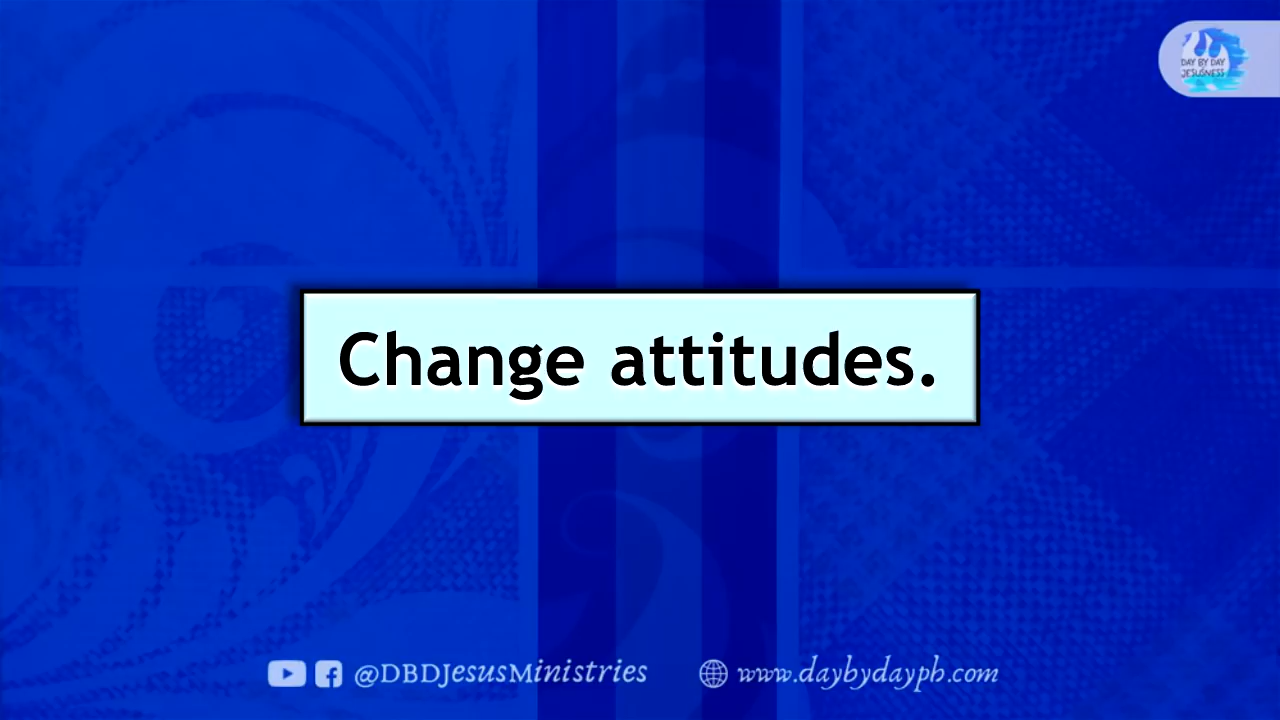 DAY BY DAY
JESUSNESS
Change attitudes.
@DBDJesusMinistries
www.daybydayph.com